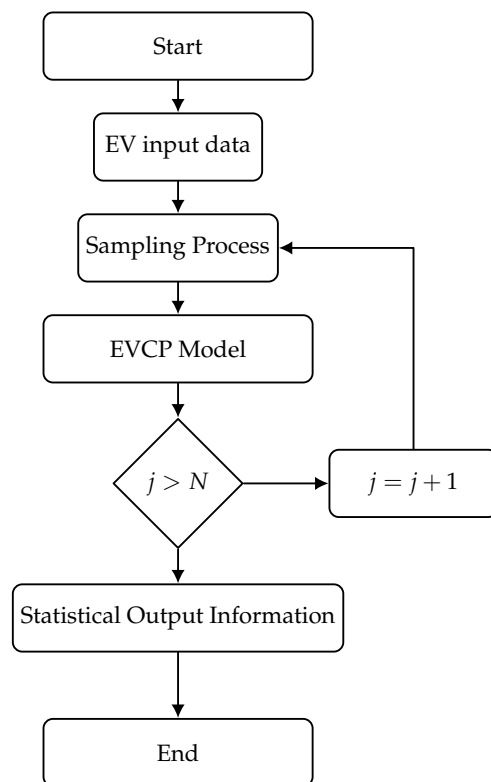 Start
EV input data
Sampling Process
EVCP Model
j > N
j = j + 1
Statistical Output Information
End